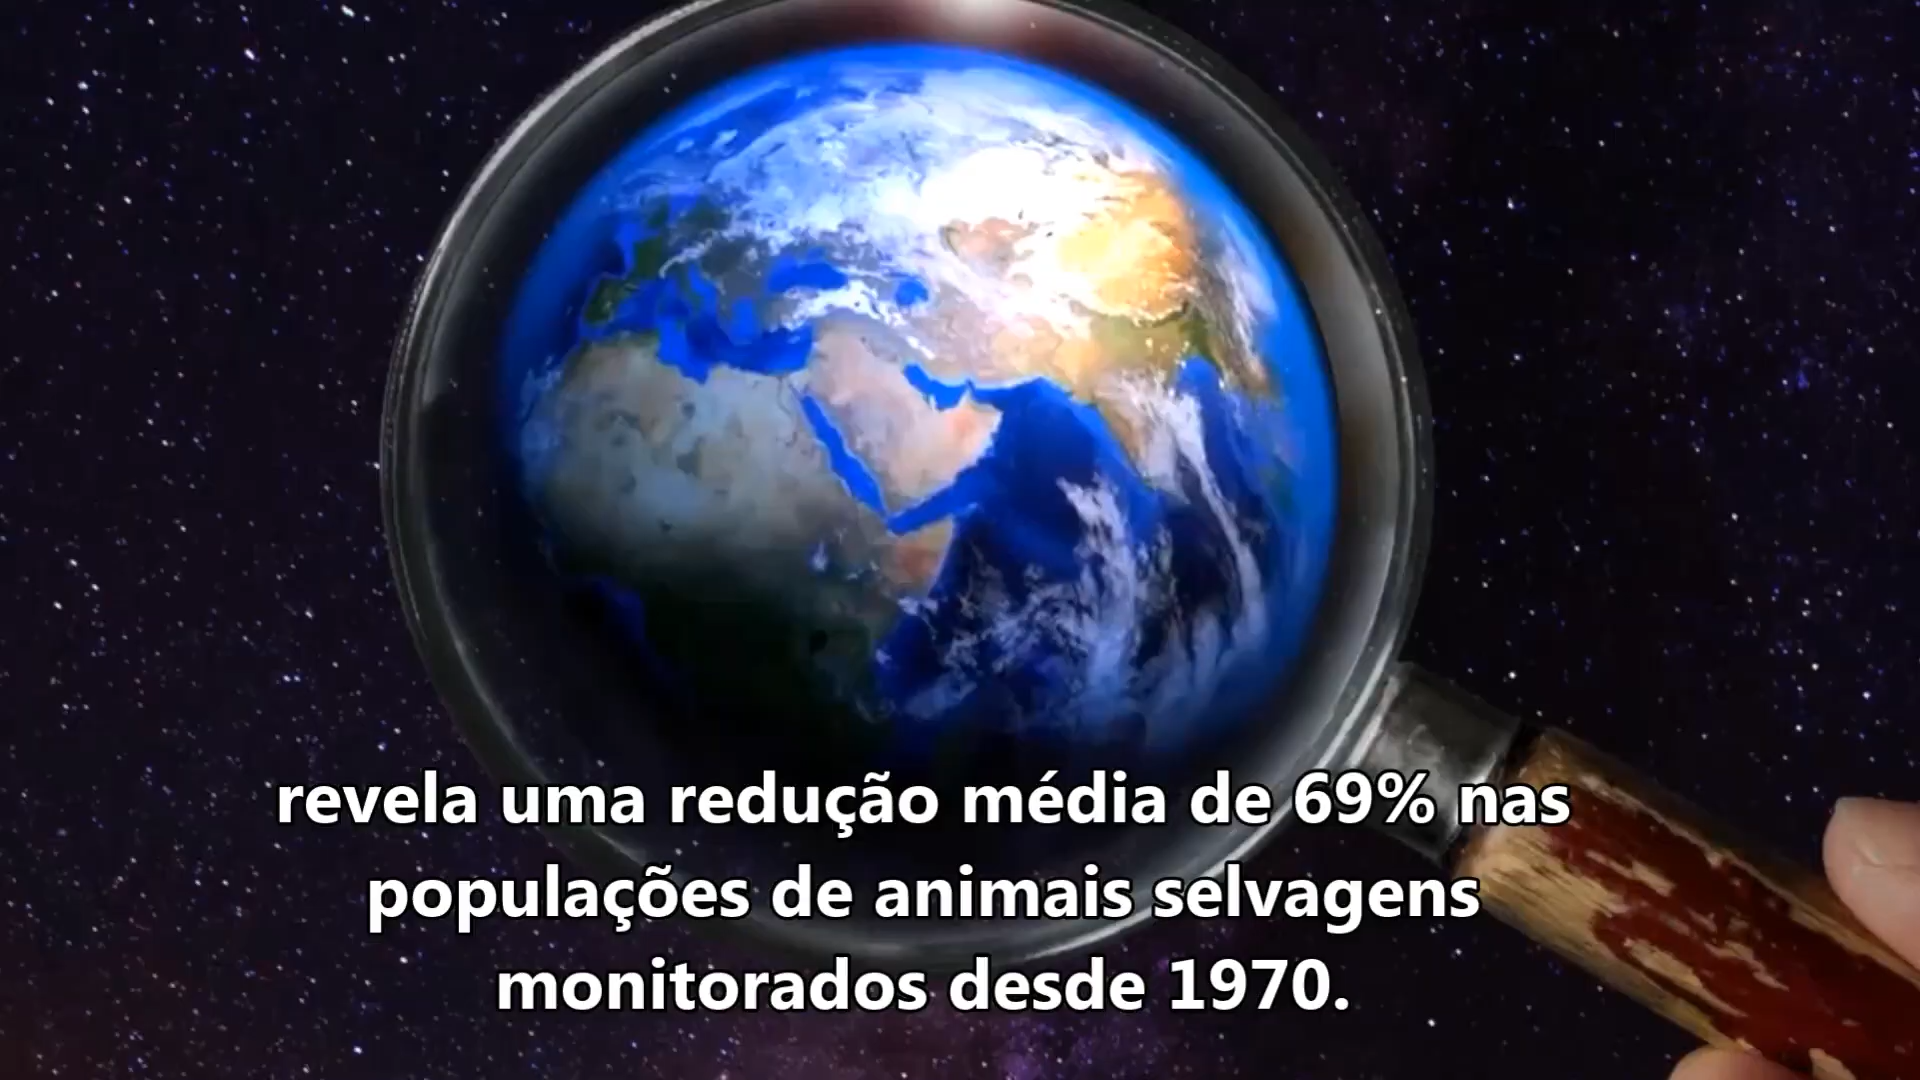 revela uma redução média de 69% nas
populações de animais selvagens
monitorados desde 1970.